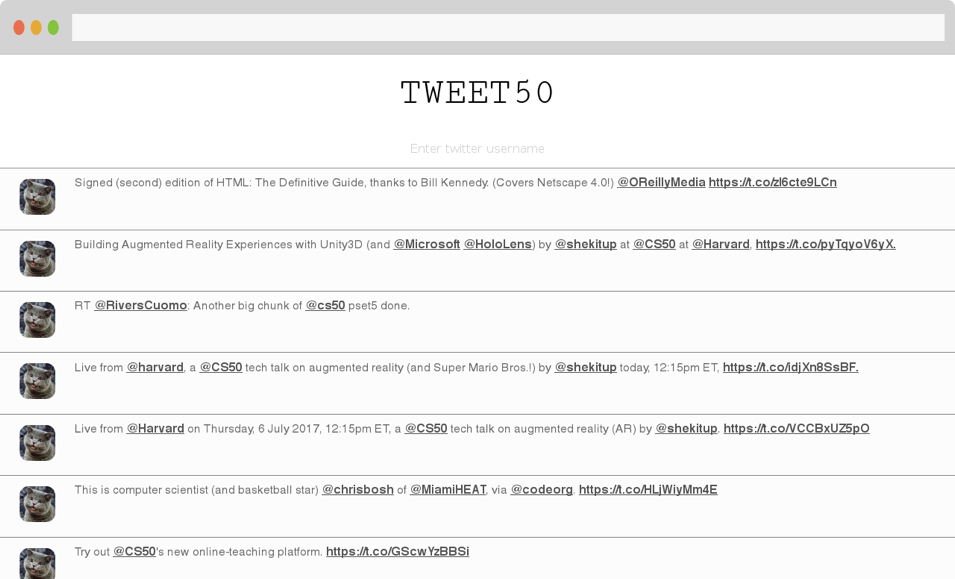 TWEET50
Enter twitter username
Signed (second) edition of HTML: The Definitive Guide, thanks to Bill Kennedy. (Covers Netscape 4.0!) @OReillyMedia https://t.co/zl6cte9LCn
Building Augmented Reality Experiences with Unity3D (and @Microsoft @HoloLens) by @shekitup at @CS50 at @Harvard, https://t.co/pyTqyoV6yX.
RT @RiversCuomo: Another big chunk of @cs50 pset5 done.
Live from @harvard, a @CS50 tech talk on augmented reality (and Super Mario Bros.!) by @shekitup today, 12:15pm ET, https://t.co/idjXn8SsBF.
Live from @Harvard on Thursday, 6 July 2017, 12:15pm ET, a @CS50 tech talk on augmented reality (AR) by @shekitup. https://t.co/VCCBxUZ5pO
This is computer scientist (and basketball star) @chrisbosh of @MiamiHEAT, via @codeorg. https://t.co/HLjWiyMm4E
Try out @CS50's new online-teaching platform. https://t.co/GScwYzBBSi